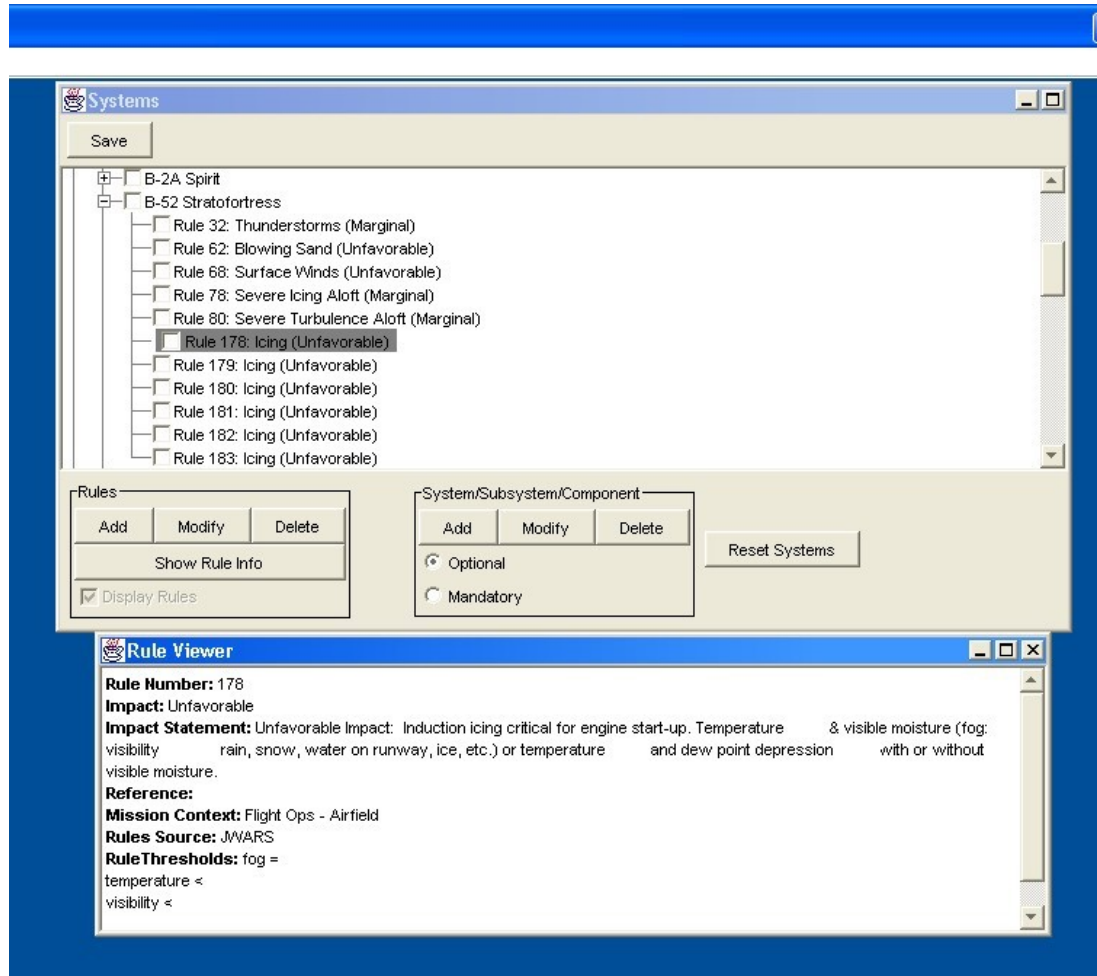 Systems
Save
B-2A Spirit
B-52 Stratofortress
Rule 32: Thunderstorms (Marginal)
Rule 62: Blowing Sand (Unfavorable)
Rule 68: Surface Winds (Unfavorable)
Rule 78: Severe Icing Aloft (Marginal)
Rule 80: Severe Turbulence Aloft (Marginal)
Rule 178: Icing (Unfavorable)
Rule 179: Icing (Unfavorable)
Rule 180: Icing (Unfavorable)
Rule 181: Icing (Unfavorable)
Rule 182: Icing (Unfavorable)
Rule 183: Icing (Unfavorable)
Rules
Add Modify Delete
Show Rule Info
Display Rules
System/Subsystem/Component
Add Modify Delete
Optional
Mandatory
Reset Systems
Rule Viewer
Rule Number: 178
Impact: Unfavorable
Impact Statement: Unfavorable Impact: Induction icing critical for engine start-up. Temperature & visible moisture (fog:
visibility rain, snow, water on runway, ice, etc.) or temperature and dew point depression with or without
visible moisture.
Reference:
Mission Context: Flight Ops - Airfield
Rules Source: JWARS
RuleThresholds: fog =
temperature <
visibility <